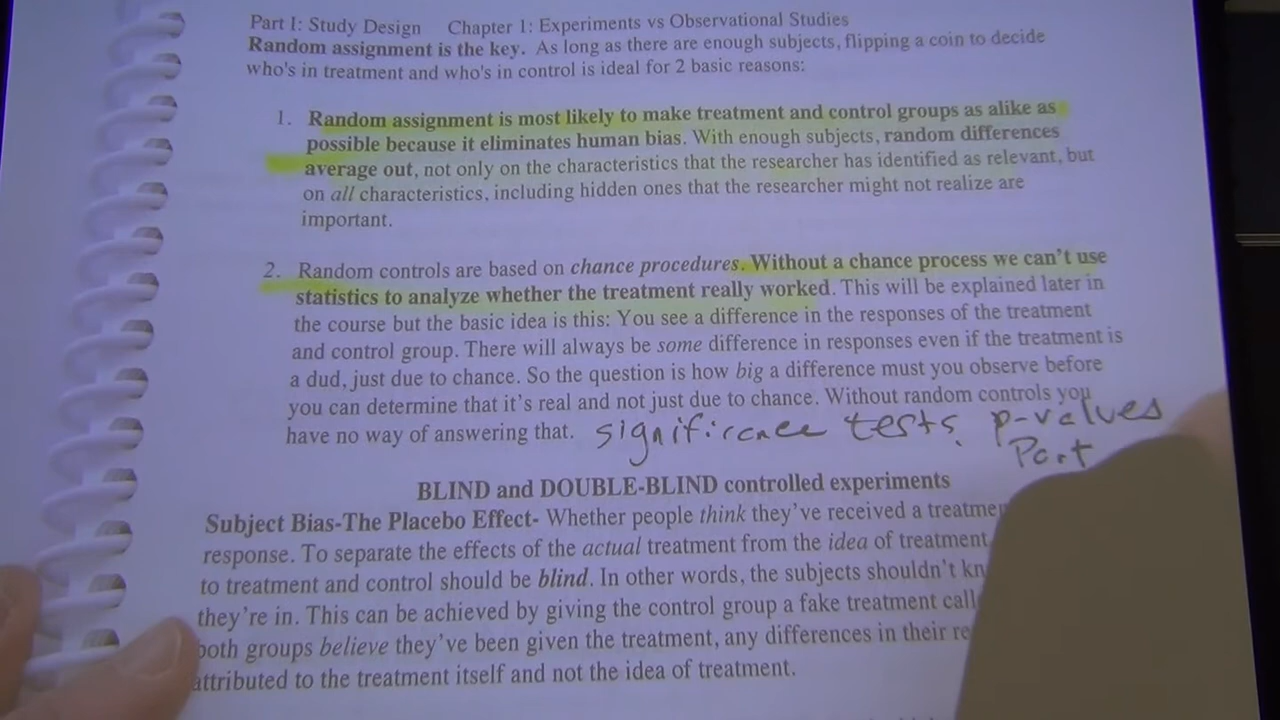 Part I: Study Design Chapter 1: Experiments vs Observational Studies
Random assignment is the key. As long as there are enough subjects, flipping a coin to decide
who's in treatment and who's in control is ideal for 2 basic reasons:
1. Random assignment is most likely to make treatment and control groups as alike as
possible because it eliminates human bias. With enough subjects, random differences
average out, not only on the characteristics that the researcher has identified as relevant, but
on all characteristics, including hidden ones that the researcher might not realize are
important.
2. Random controls are based on chance procedures. Without a chance process we can't use
statistics to analyze whether the treatment really worked. This will be explained later in
the course but the basic idea is this: You see a difference in the responses of the treatment
and control group. There will always be some difference in responses even if the treatment is
a dud, just due to chance. So the question is how big a difference must you observe before
you can determine that it's real and not just due to chance. Without random controls you
have no way of answering that. significance tests, p-values
Part
BLIND and DOUBLE-BLIND controlled experiments
Subject Bias-The Placebo Effect- Whether people think they've received a
response. To separate the effects of the actual treatment from the idea of treatment
to treatment and control should be blind. In other words, the subjects shouldn't
they're in. This can be achieved by giving the control group a fake treatment
both groups believe they've been given the treatment, any differences in their
attributed to the treatment itself and not the idea of treatment.